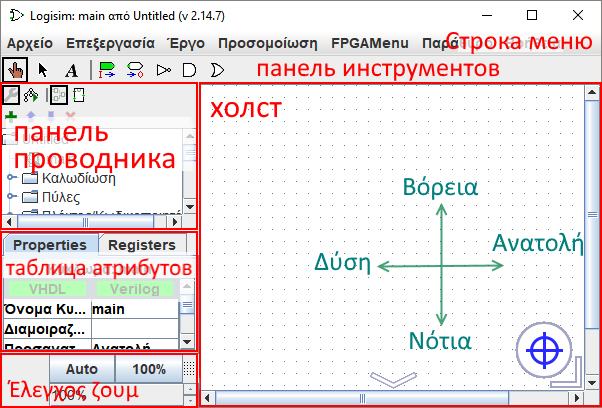 Logisim: main από Untitled (v 2.14.7)
Αρχείο Επεξεργασία Έργο Προσομοίωση FPGAMenu Παρά
Строка меню
A
панель инструментов
холст
панель
проводника
Untitled
Καλωδίωση
Πύλες
Βόρεια
Ανατολή
Δύση
Νότια
Properties Registers
таблица атрибутов
VHDL Verilog
Όνομα Κυ... main
Διαμοιραζ...
Προσανατ... Ανατολή
Auto 100%
Έλεγχος ζουμ
100%